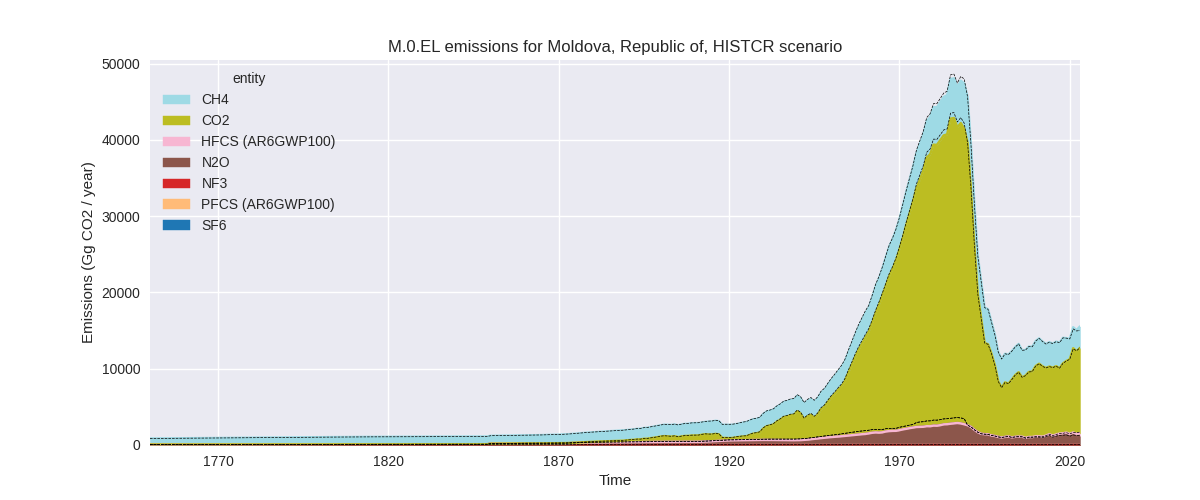 M.0.EL emissions for Moldova, Republic of, HISTCR scenario
50000
40000
30000
20000
10000
0
Emissions (Gg CO2 / year)
entity
CH4
CO2
HFCS (AR6GWP100)
N2O
NF3
PFCS (AR6GWP100)
SF6
1770
1820
1870
1920
1970
2020
Time